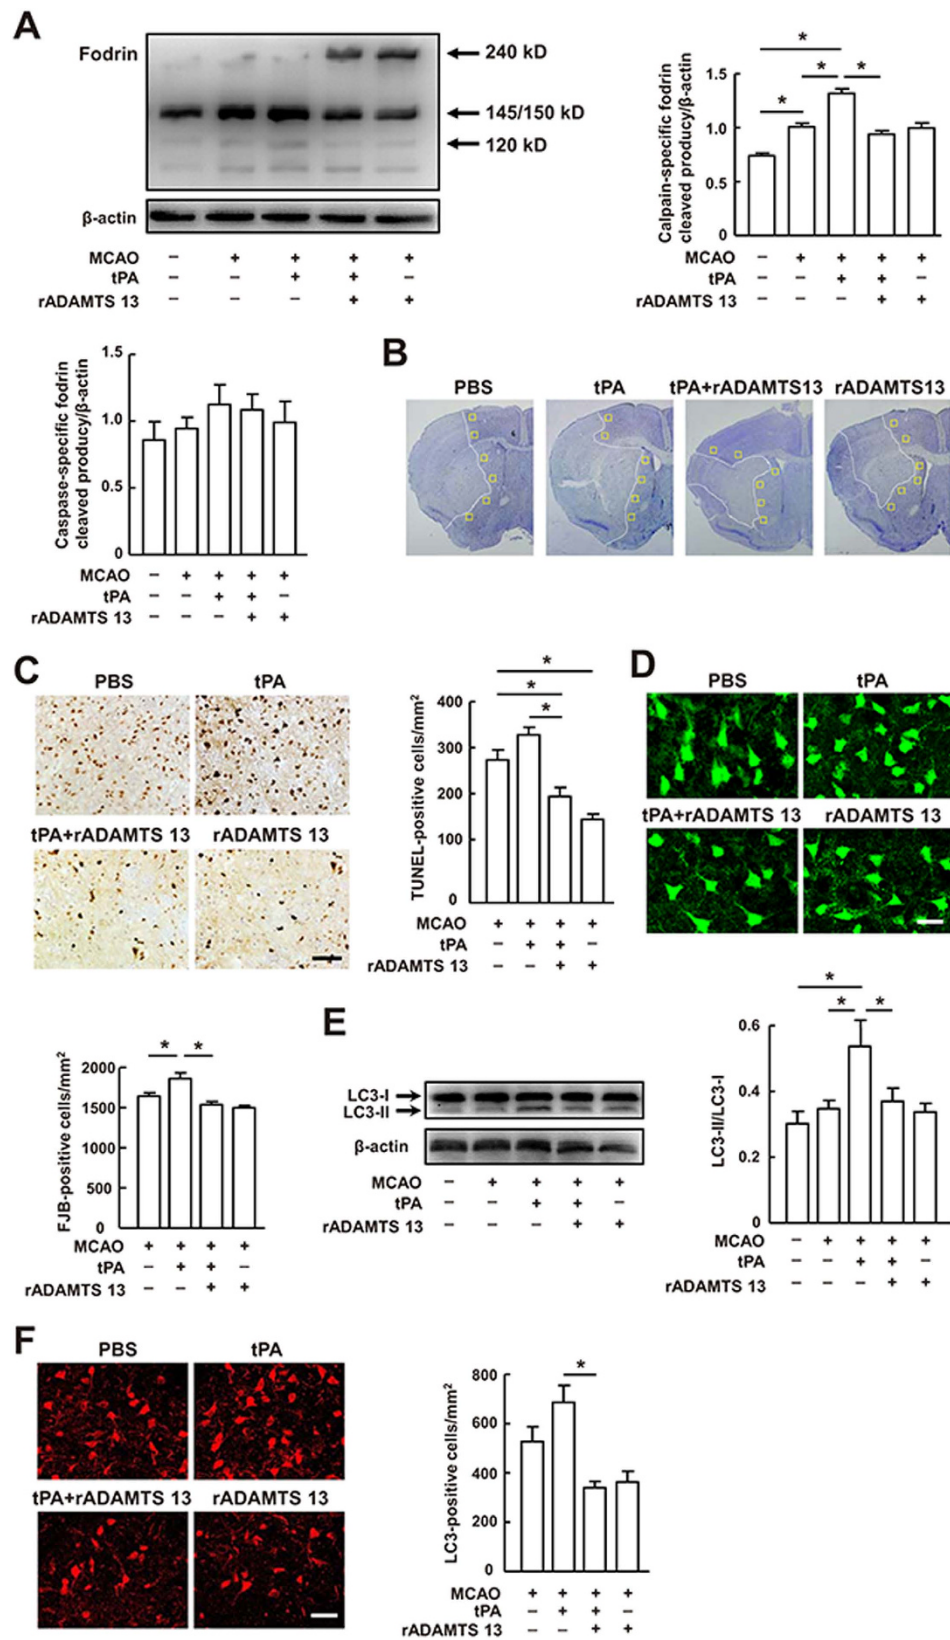 A
Fodrin
240 kD
145/150 kD
120 kD
β-actin
MCAO – + + + +
tPA – – + + –
rADAMTS 13 – – – + +
Calpain-specific fodrin
cleaved producy/β-actin
1.5
1.0
0.5
0
* * * *
MCAO – + + + +
tPA – – + + –
rADAMTS 13 – – – + +
Caspase-specific fodrin
cleaved producy/β-actin
1.5
1.0
0.5
0
MCAO – + + + +
tPA – – + + –
rADAMTS 13 – – – + +
B
PBS tPA tPA+rADAMTS13 rADAMTS13
C
PBS tPA
tPA+rADAMTS 13 rADAMTS 13
TUNEL-positive cells/mm2
400
300
200
100
0
* * *
MCAO + + + +
tPA – + + –
rADAMTS 13 – – + +
D
PBS tPA
tPA+rADAMTS 13 rADAMTS 13
FJB-positive cells/mm2
2000
1500
1000
500
0
* *
MCAO + + + +
tPA – + + –
rADAMTS 13 – – + +
E
LC3-I
LC3-II
β-actin
MCAO – + + + +
tPA – – + + –
rADAMTS 13 – – – + +
LC3-II/LC3-I
0.6
0.4
0.2
0
* * *
MCAO – + + + +
tPA – – + + –
rADAMTS 13 – – – + +
F
PBS tPA
tPA+rADAMTS 13 rADAMTS 13
LC3-positive cells/mm2
800
600
400
200
0
*
MCAO + + + +
tPA – + + –
rADAMTS 13 – – + +